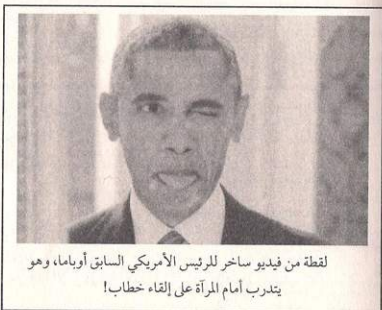 لقطة من فيديو ساخر للرئيس الأمريكي السابق أوباما، وهو
يتدرب أمام المرآة على إلقاء خطاب!